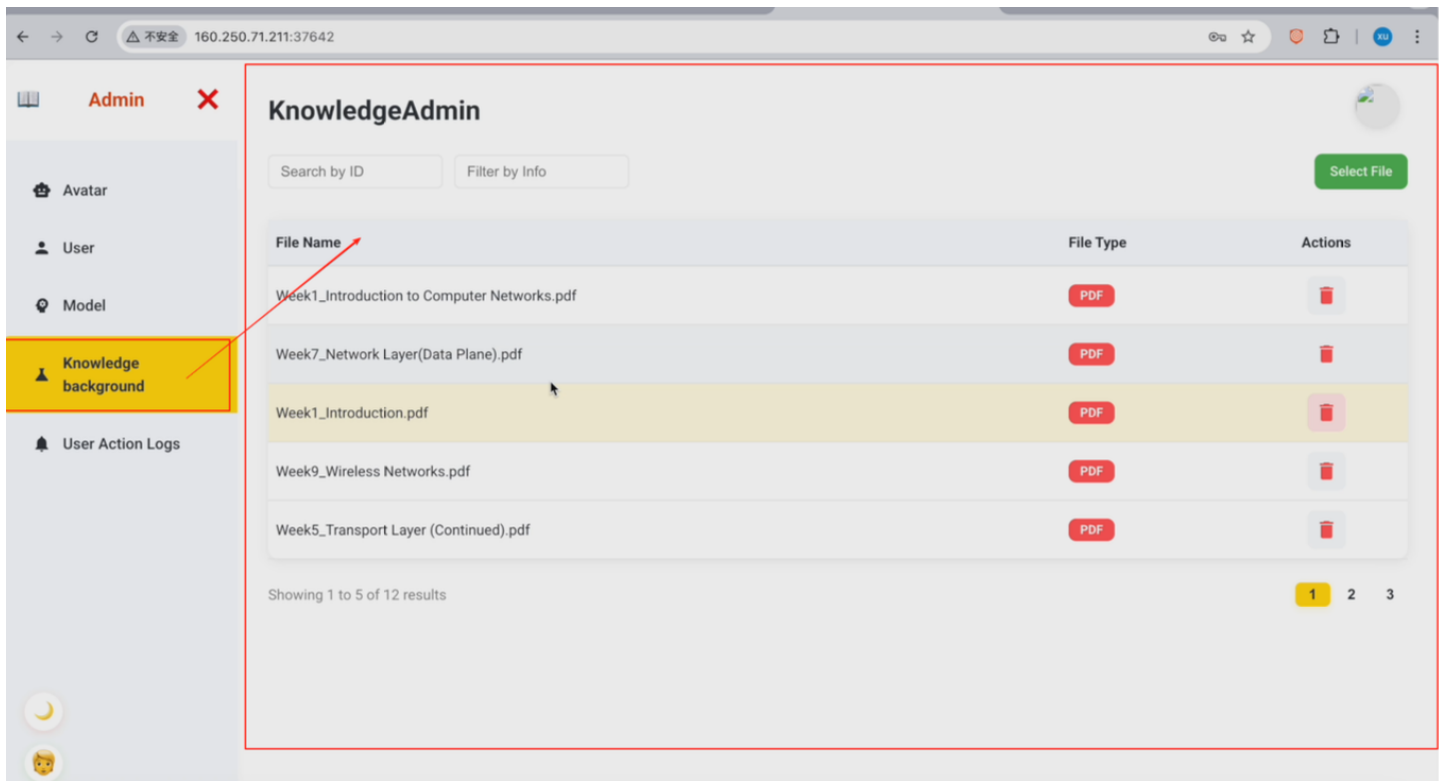 不安全 160.250.71.211:37642
XU
Admin
KnowledgeAdmin
Search by ID
Filter by Info
Select File
Avatar
User
Model
Knowledge
background
User Action Logs
File Name File Type Actions
Week1_Introduction to Computer Networks.pdf PDF
Week7_Network Layer(Data Plane).pdf PDF
Week1_Introduction.pdf PDF
Week9_Wireless Networks.pdf PDF
Week5_Transport Layer (Continued).pdf PDF
Showing 1 to 5 of 12 results
1 2 3